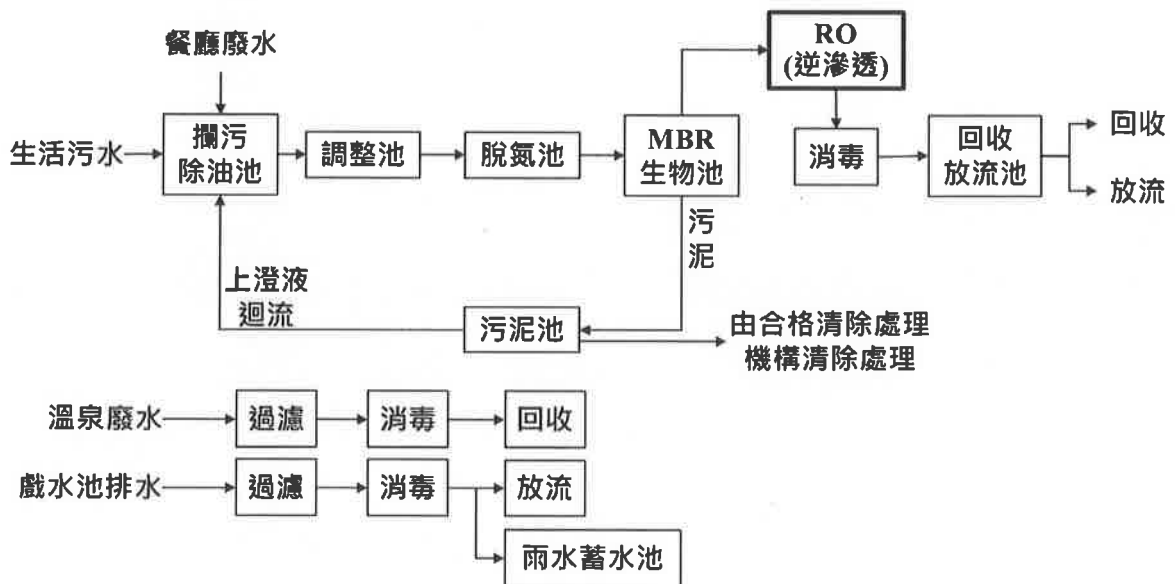 餐廳廢水
RO
(逆滲透)
生活污水
攔污
除油池
調整池
脫氮池
MBR
生物池
消毒
回收
放流池
回收
放流
污
泥
上澄液
迴流
污泥池
由合格清除處理
機構清除處理
溫泉廢水
過濾
消毒
回收
戲水池排水
過濾
消毒
放流
雨水蓄水池